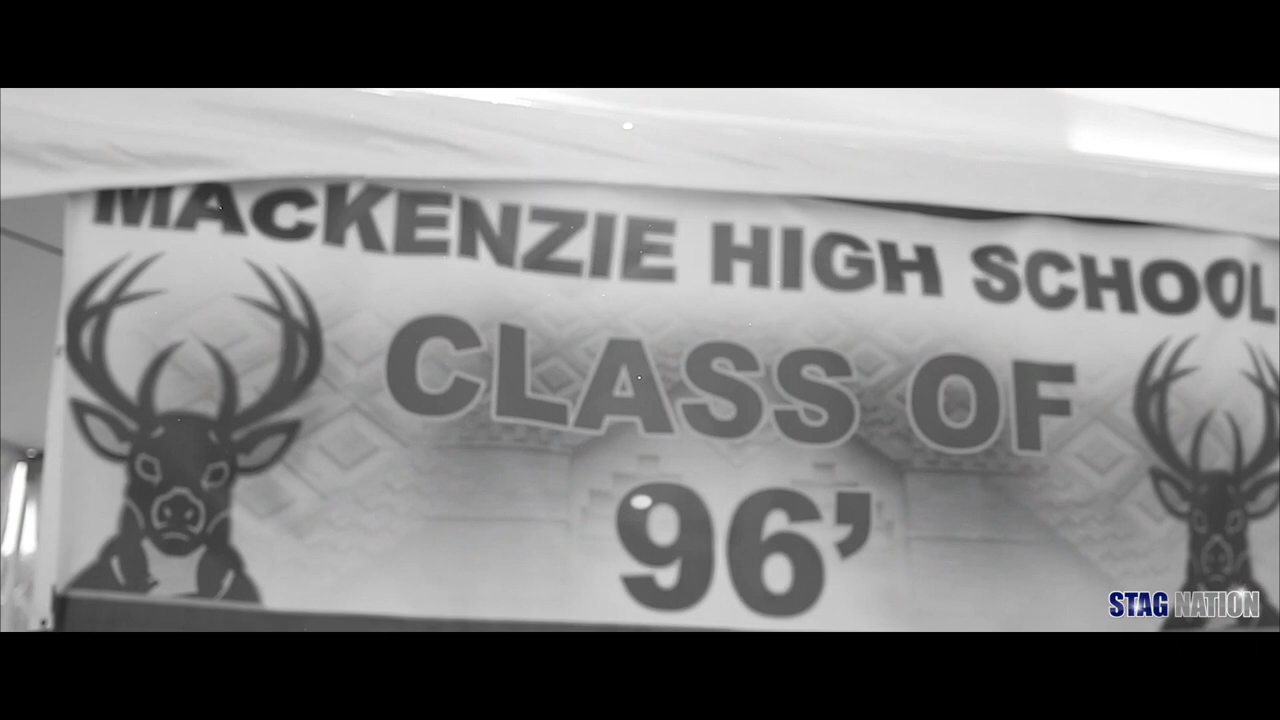 MACKENZIE HIGH SCHOOL
CLASS OF
96’
STAG NATION